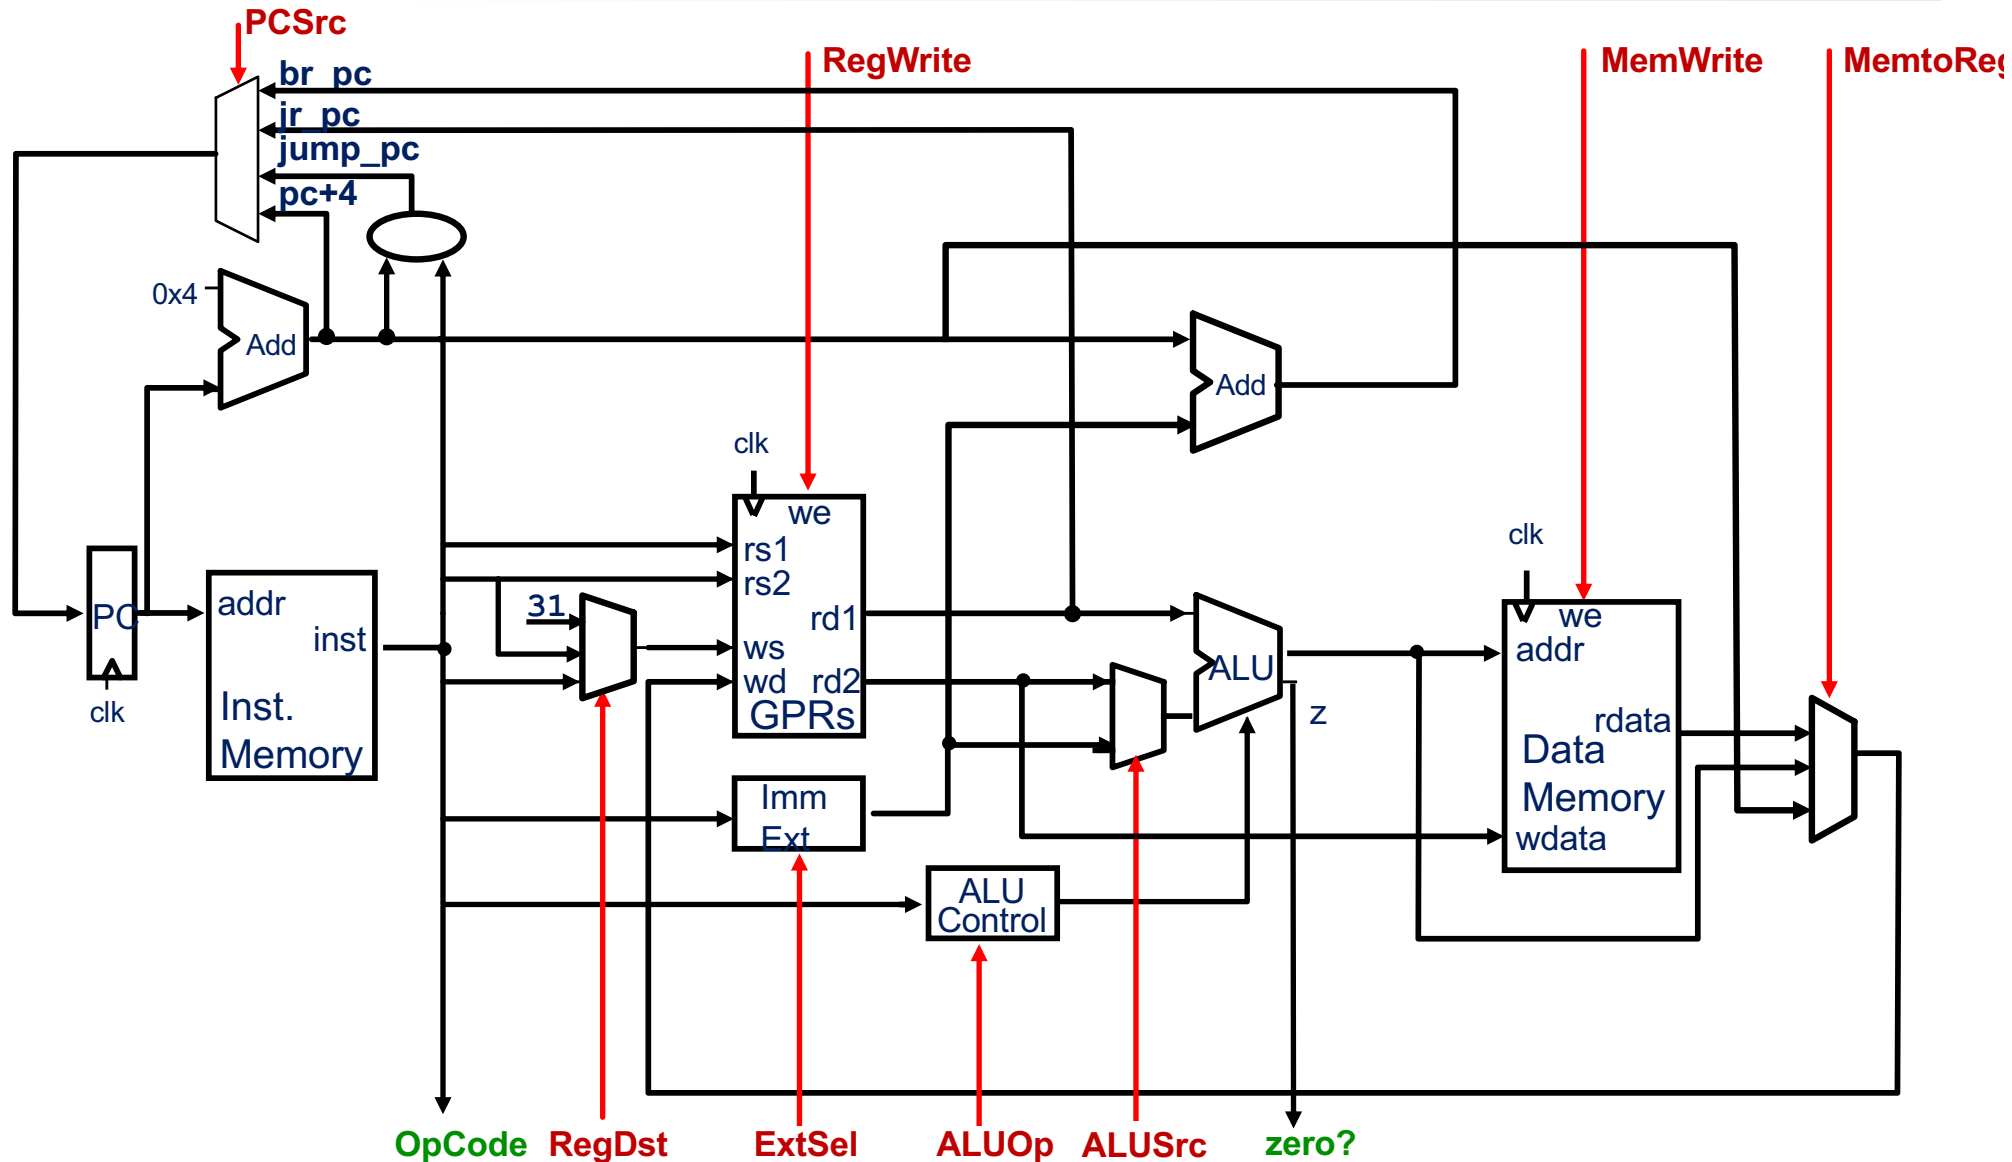 PCSrc
RegWrite
MemWrite
MemtoReg
br_pc
jr_pc
jump_pc
pc+4
0x4
Add
Add
clk
we
rs1
rs2
rd1
ws
wd
rd2
GPRs
31
PC
clk
addr
inst
Inst.
Memory
Imm
Ext
ALU
Control
ALU
z
clk
we
addr
rdata
Data
Memory
wdata
OpCode
RegDst
ExtSel
ALUOp
ALUSrc
zero?